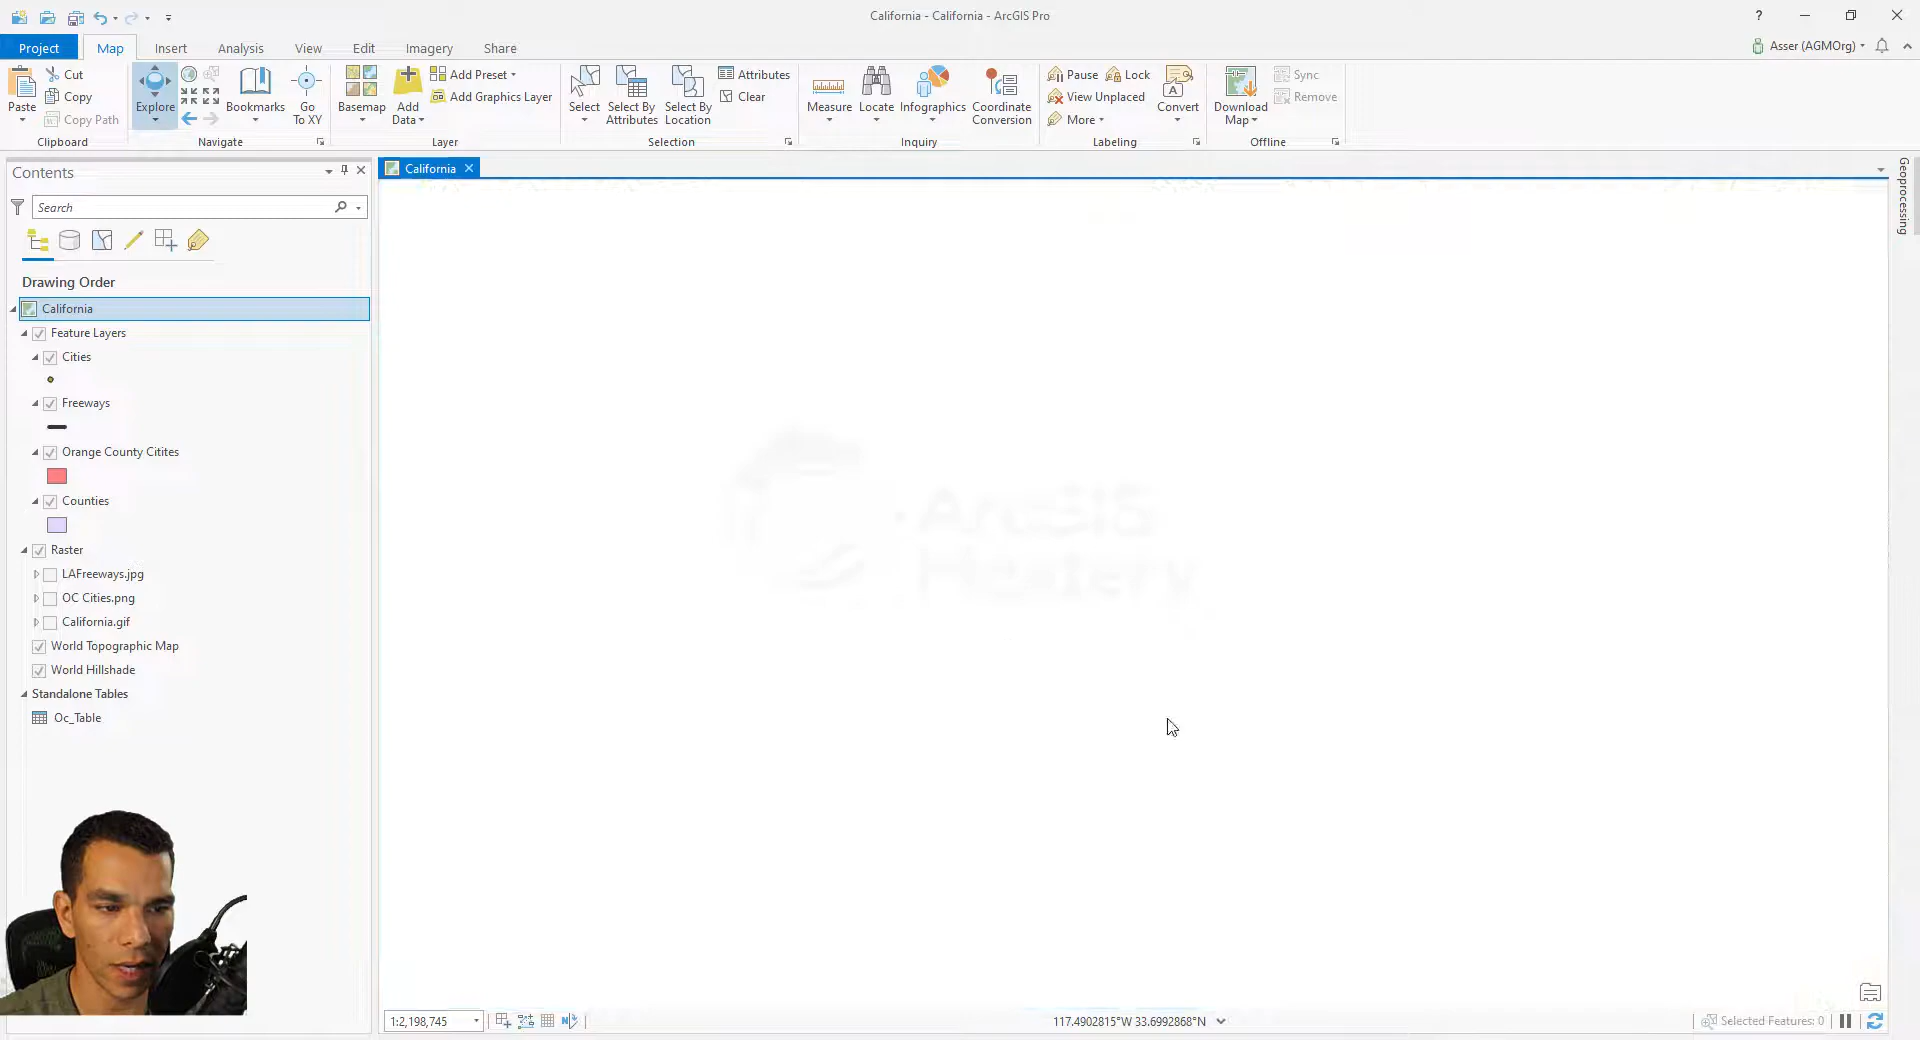 California - California - ArcGIS Pro
?
Project Map Insert Analysis View Edit Imagery Share
Asser (AGMOrg)
Paste
Cut
Copy
Copy Path
Clipboard
Explore
Bookmarks
Go
To XY
Navigate
Basemap
Add
Data
Add Preset
Add Graphics Layer
Layer
Select
Select By
Attributes
Select By
Location
Attributes
Clear
Selection
Measure
Locate
Infographics
Coordinate
Conversion
Inquiry
Pause Lock
View Unplaced
More
Convert
Labeling
Download
Map
Sync
Remove
Offline
Contents
Search
Drawing Order
California
Feature Layers
Cities
Freeways
Orange County Citites
Counties
Raster
LAFreeways.jpg
OC Cities.png
California.gif
World Topographic Map
World Hillshade
Standalone Tables
Oc_Table
California
Geoprocessing
ArcGIS
1:2,198,745
117.4902815°W 33.6992868°N
Selected Features: 0